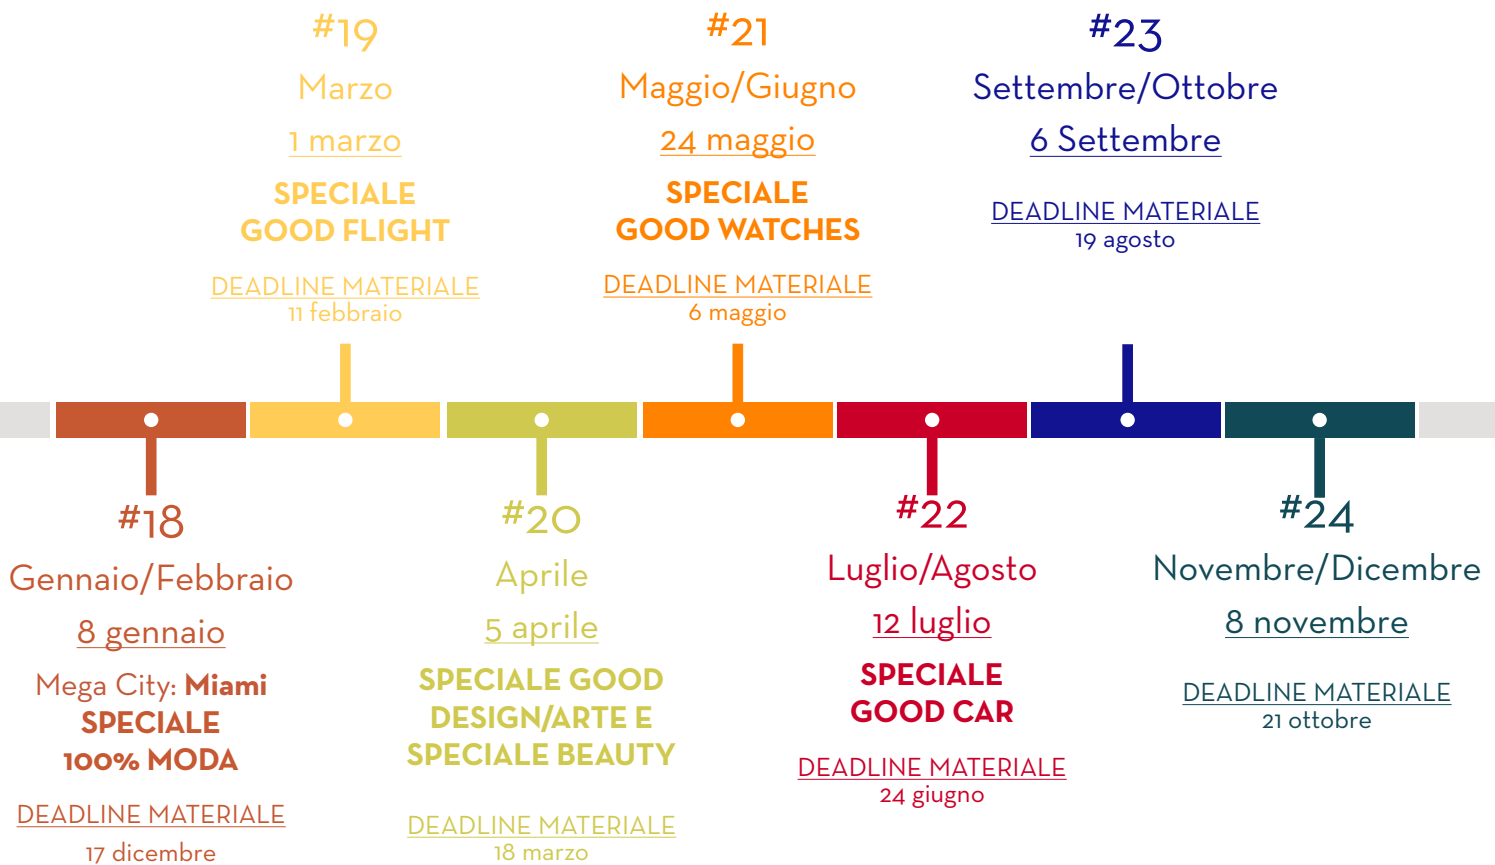 #19
Marzo
1 marzo
SPECIALE
GOOD FLIGHT
DEADLINE MATERIALE
11 febbraio
#21
Maggio/Giugno
24 maggio
SPECIALE
GOOD WATCHES
DEADLINE MATERIALE
6 maggio
#23
Settembre/Ottobre
6 Settembre
DEADLINE MATERIALE
19 agosto
#18
Gennaio/Febbraio
8 gennaio
Mega City: Miami
SPECIALE
100% MODA
DEADLINE MATERIALE
17 dicembre
#20
Aprile
5 aprile
SPECIALE GOOD
DESIGN/ARTE E
SPECIALE BEAUTY
DEADLINE MATERIALE
18 marzo
#22
Luglio/Agosto
12 luglio
SPECIALE
GOOD CAR
DEADLINE MATERIALE
24 giugno
#24
Novembre/Dicembre
8 novembre
DEADLINE MATERIALE
21 ottobre